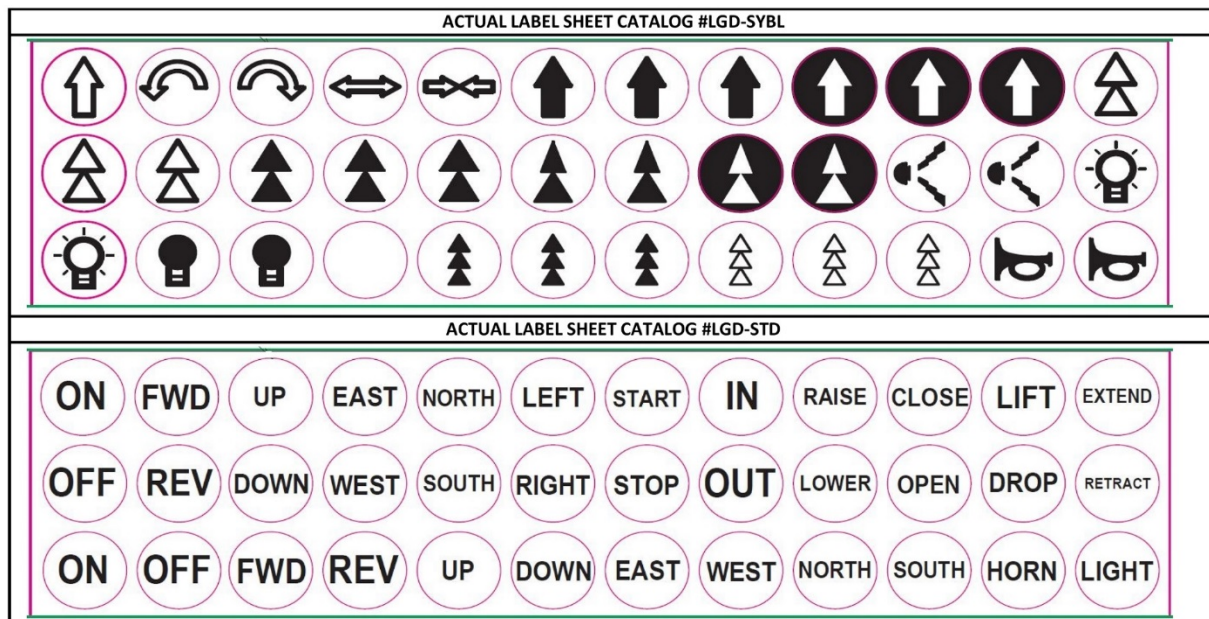 ACTUAL LABEL SHEET CATALOG #LGD-SYBL
ACTUAL LABEL SHEET CATALOG #LGD-STD
ON FWD UP EAST NORTH LEFT START IN RAISE CLOSE LIFT EXTEND
OFF REV DOWN WEST SOUTH RIGHT STOP OUT LOWER OPEN DROP RETRACT
ON OFF FWD REV UP DOWN EAST WEST NORTH SOUTH HORN LIGHT